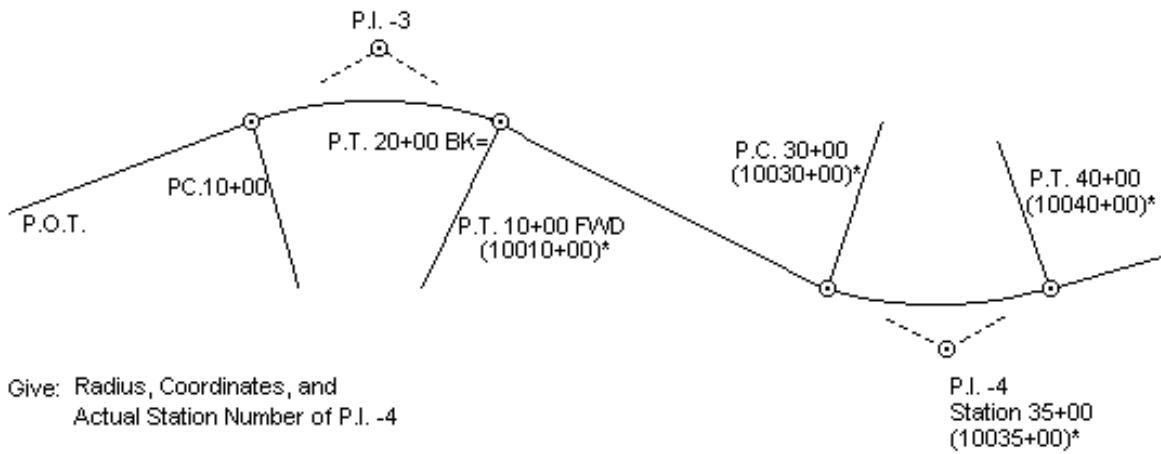 P.I. -3
P.T. 20+00 BK=
PC.10+00
P.O.T.
P.T. 10+00 FWD
(10010+00)*
P.C. 30+00
(10030+00)*
P.T. 40+00
(10040+00)*
Give: Radius, Coordinates, and
Actual Station Number of P.I. -4
P.I. -4
Station 35+00
(10035+00)*